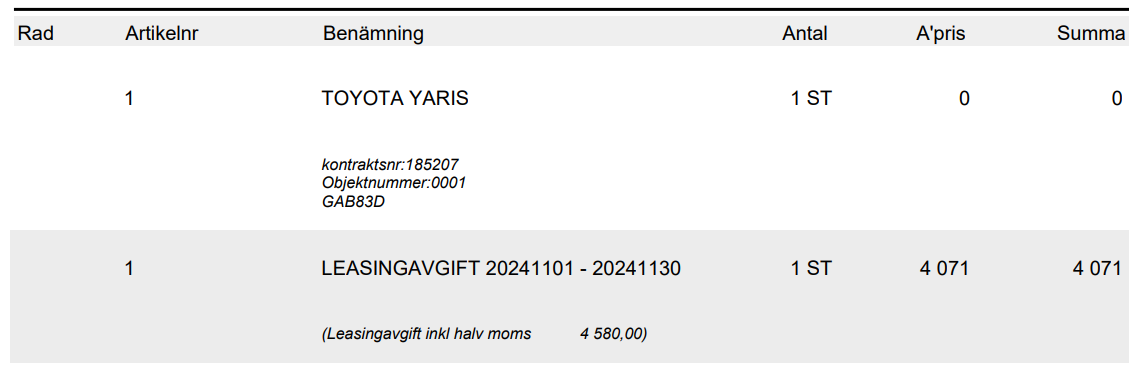 Rad Artikelnr Benämning Antal A'pris Summa
1 TOYOTA YARIS 1 ST 0 0
kontraktsnr:185207
Objektnummer:0001
GAB83D
1 LEASINGAVGIFT 20241101 - 20241130 1 ST 4 071 4 071
(Leasingavgift inkl halv moms 4 580,00)